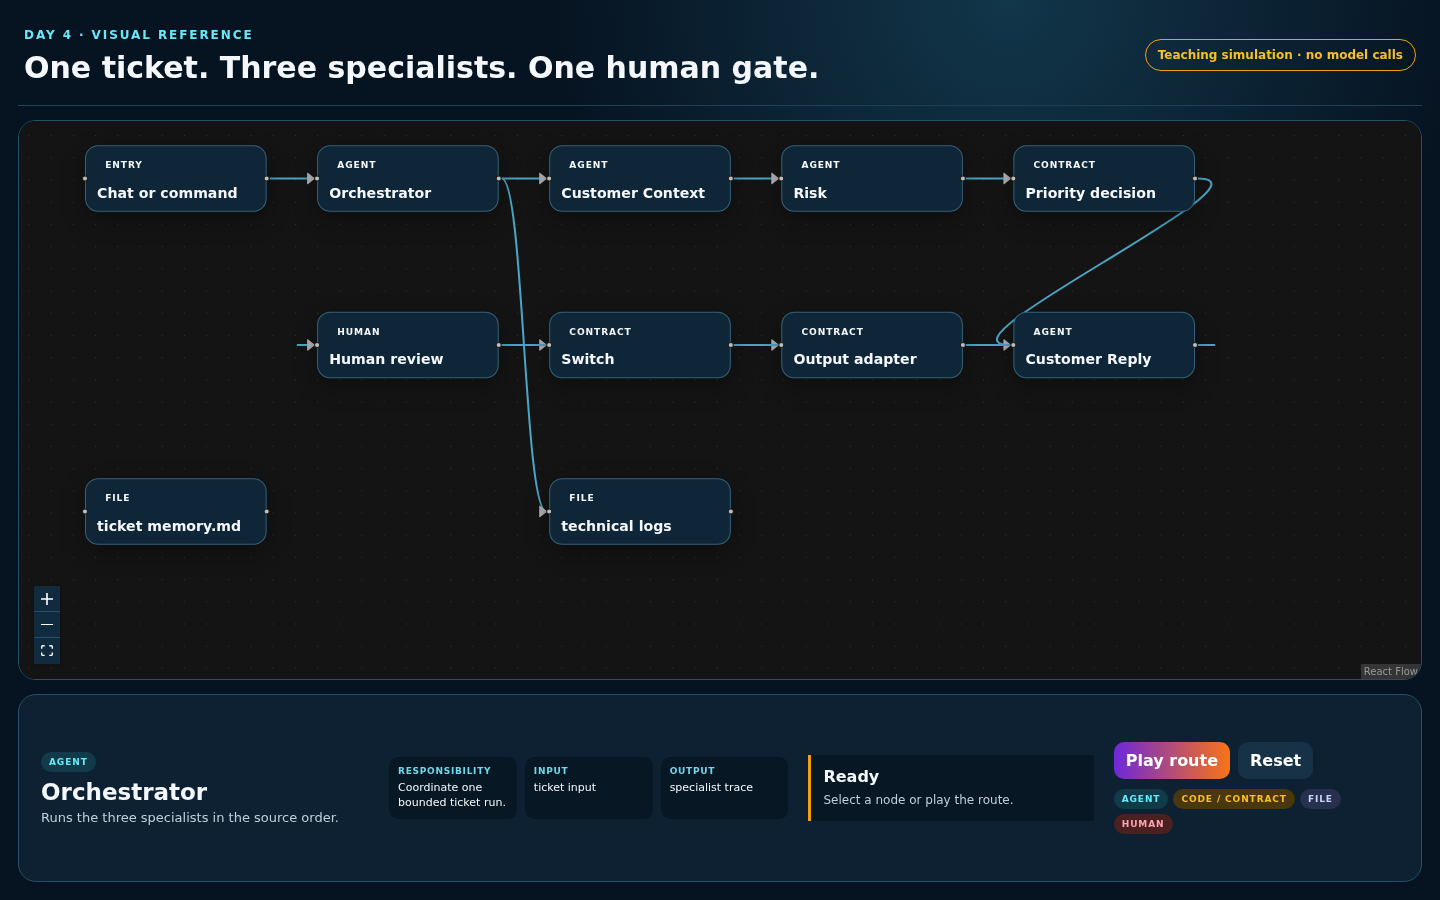 DAY 4 · VISUAL REFERENCE
One ticket. Three specialists. One human gate.
Teaching simulation · no model calls
ENTRY
Chat or command
AGENT
Orchestrator
AGENT
Customer Context
AGENT
Risk
CONTRACT
Priority decision
HUMAN
Human review
CONTRACT
Switch
CONTRACT
Output adapter
AGENT
Customer Reply
FILE
ticket memory.md
FILE
technical logs
React Flow
AGENT
Orchestrator
Runs the three specialists in the source order.
RESPONSIBILITY
Coordinate one
bounded ticket run.
INPUT
ticket input
OUTPUT
specialist trace
Ready
Select a node or play the route.
Play route
Reset
AGENT
CODE / CONTRACT
FILE
HUMAN